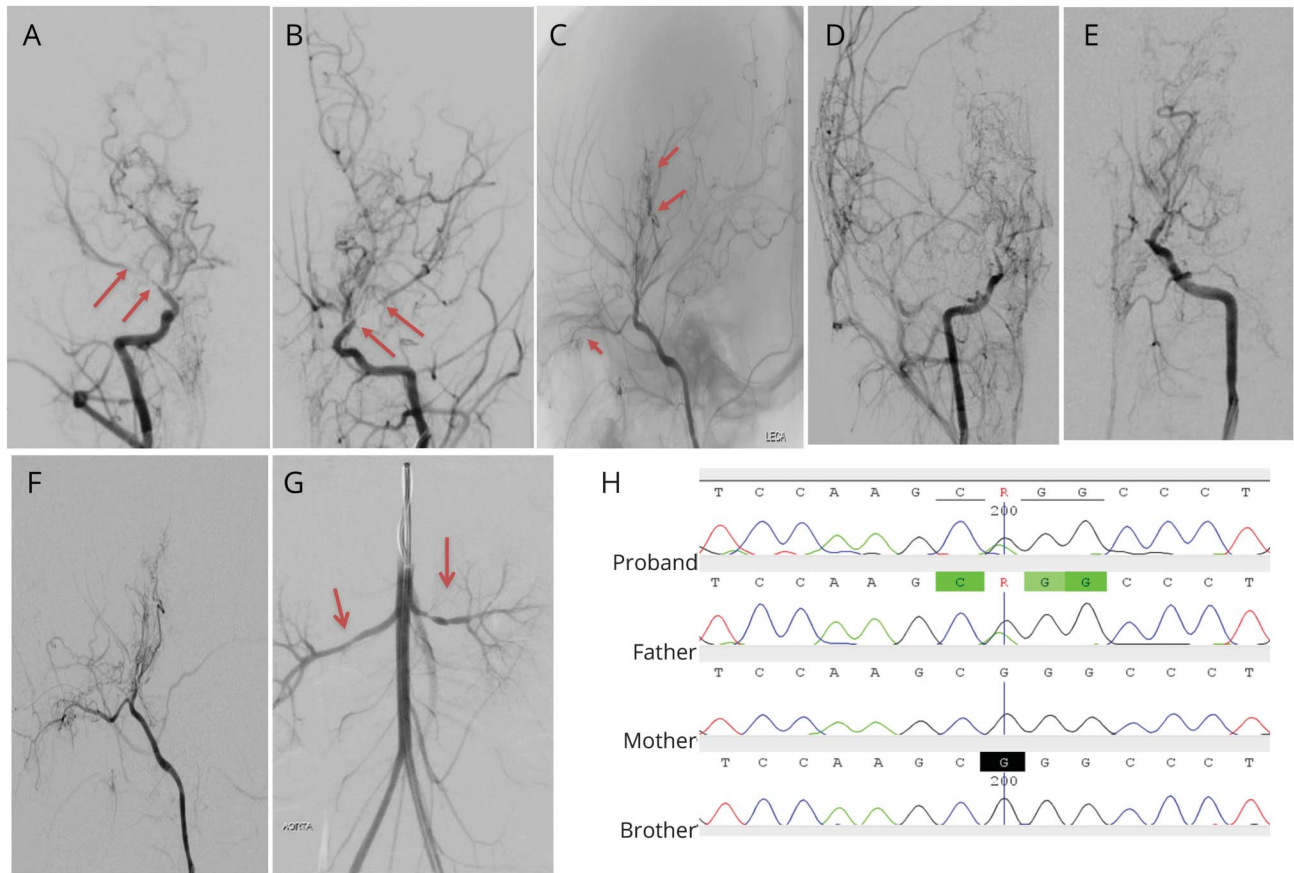 A
B
C
D
E
LECA
F
G
H
AORTA
T C C A A G C R G G C C C T
200
Proband
T C C A A G C R G G C C C T
Father
T C C A A G C G G G C C C T
Mother
T C C A A G C G G G C C C T
200
Brother